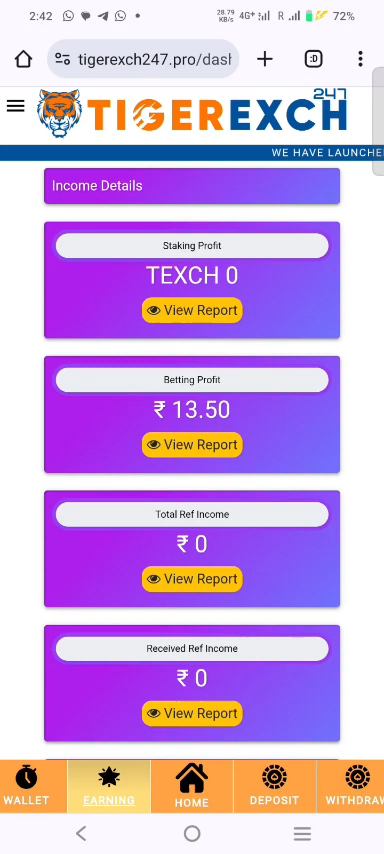 2:42
28.79 KB/s 4G+ R 72%
tigerexch247.pro/dash
:D
247
TIGEREXCH
WE HAVE LAUNCHE
Income Details
Staking Profit
TEXCH 0
View Report
Betting Profit
₹ 13.50
View Report
Total Ref Income
₹ 0
View Report
Received Ref Income
₹ 0
View Report
WALLET EARNING HOME DEPOSIT WITHDRAW